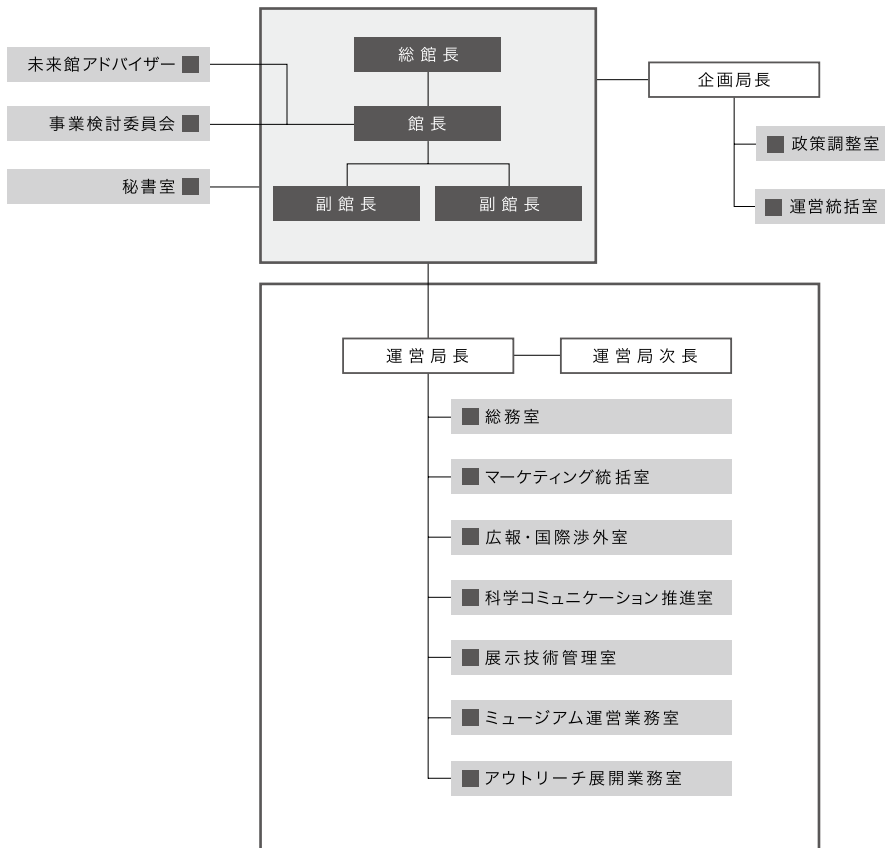 総館長
未来館アドバイザー
企画局長
事業検討委員会
館長
政策調整室
秘書室
副館長
副館長
運営統括室
運営局長
運営局次長
総務室
マーケティング統括室
広報・国際渉外室
科学コミュニケーション推進室
展示技術管理室
ミュージアム運営業務室
アウトリーチ展開業務室